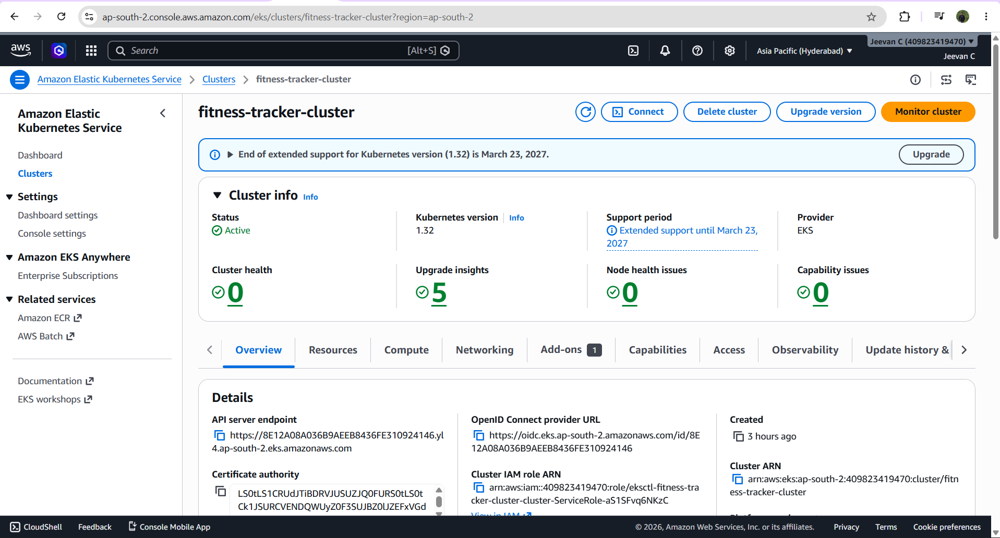 ap-south-2.console.aws.amazon.com/eks/clusters/fitness-tracker-cluster?region=ap-south-2
aws
Search
[Alt+S]
Asia Pacific (Hyderabad)
Jeevan C (409823419470)
Jeevan C
Amazon Elastic Kubernetes Service
Clusters
fitness-tracker-cluster
Amazon Elastic
Kubernetes Service
Dashboard
Clusters
Settings
Dashboard settings
Console settings
Amazon EKS Anywhere
Enterprise Subscriptions
Related services
Amazon ECR
AWS Batch
Documentation
EKS workshops
fitness-tracker-cluster
Connect
Delete cluster
Upgrade version
Monitor cluster
End of extended support for Kubernetes version (1.32) is March 23, 2027.
Upgrade
Cluster info Info
Status
Active
Kubernetes version Info
1.32
Support period
Extended support until March 23,
2027
Provider
EKS
Cluster health
0
Upgrade insights
5
Node health issues
0
Capability issues
0
Overview
Resources
Compute
Networking
Add-ons 1
Capabilities
Access
Observability
Update history &
Details
API server endpoint
https://8E12A08A036B9AEEB8436FE310924146.yl
4.ap-south-2.eks.amazonaws.com
Certificate authority
LS0tLS1CRUdJTiBDRVJUSUZJQ0FURS0tLS0t
Ck1JSURCVENDQWUyZ0F3SUJBZ0lJZEFxVGd
OpenID Connect provider URL
https://oidc.eks.ap-south-2.amazonaws.com/id/8E
12A08A036B9AEEB8436FE310924146
Cluster IAM role ARN
arn:aws:iam::409823419470:role/eksctl-fitness-tra
cker-cluster-cluster-ServiceRole-aS1SFvq6NKzC
View in IAM
Created
3 hours ago
Cluster ARN
arn:aws:eks:ap-south-2:409823419470:cluster/fitn
ess-tracker-cluster
CloudShell
Feedback
Console Mobile App
© 2026, Amazon Web Services, Inc. or its affiliates.
Privacy
Terms
Cookie preferences